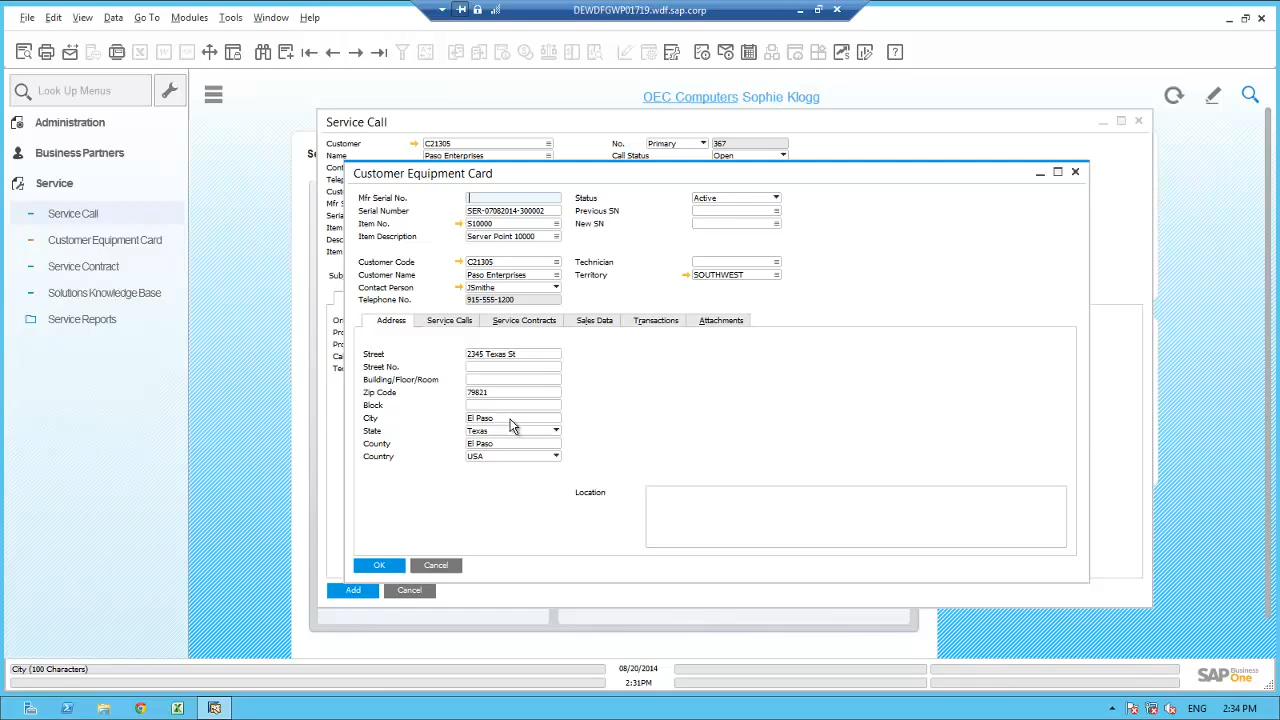 DEWDFGWP01719.wdf.sap.corp
File Edit View Data Go To Modules Tools Window Help
Look Up Menus
OEC Computers Sophie Klogg
Administration
Business Partners
Service
Service Call
Customer Equipment Card
Service Contract
Solutions Knowledge Base
Service Reports
Service Call
Customer C21305 No. Primary 367
Name Paso Enterprises Call Status Open
Customer Equipment Card
Mfr Serial No. Status Active
Serial Number SER-07082014-300002 Previous SN
Item No. S10000 New SN
Item Description Server Point 10000
Customer Code C21305 Technician
Customer Name Paso Enterprises Territory SOUTHWEST
Contact Person JSmithe
Telephone No. 915-555-1200
Address Service Calls Service Contracts Sales Data Transactions Attachments
Street 2345 Texas St
Street No.
Building/Floor/Room
Zip Code 79821
Block
City El Paso
State Texas
County El Paso
Country USA
Location
OK Cancel
Add Cancel
City (100 Characters) 08/20/2014
2:31PM
SAP Business One
ENG 2:34 PM